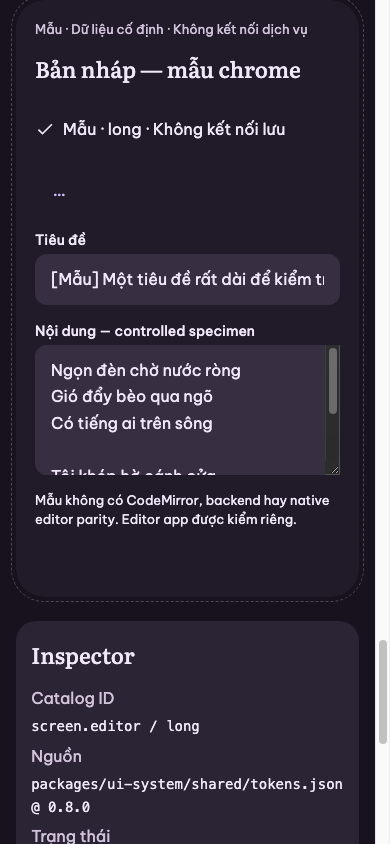 Mẫu · Dữ liệu cố định · Không kết nối dịch vụ
Bản nháp — mẫu chrome
Mẫu · long · Không kết nối lưu
...
Tiêu đề
[Mẫu] Một tiêu đề rất dài để kiểm tr
Nội dung — controlled specimen
Ngọn đèn chờ nước ròng
Gió đẩy bèo qua ngõ
Có tiếng ai trên sông
Mẫu không có CodeMirror, backend hay native
editor parity. Editor app được kiểm riêng.
Inspector
Catalog ID
screen.editor / long
Nguồn
packages/ui-system/shared/tokens.json
@ 0.8.0
Trạng thái